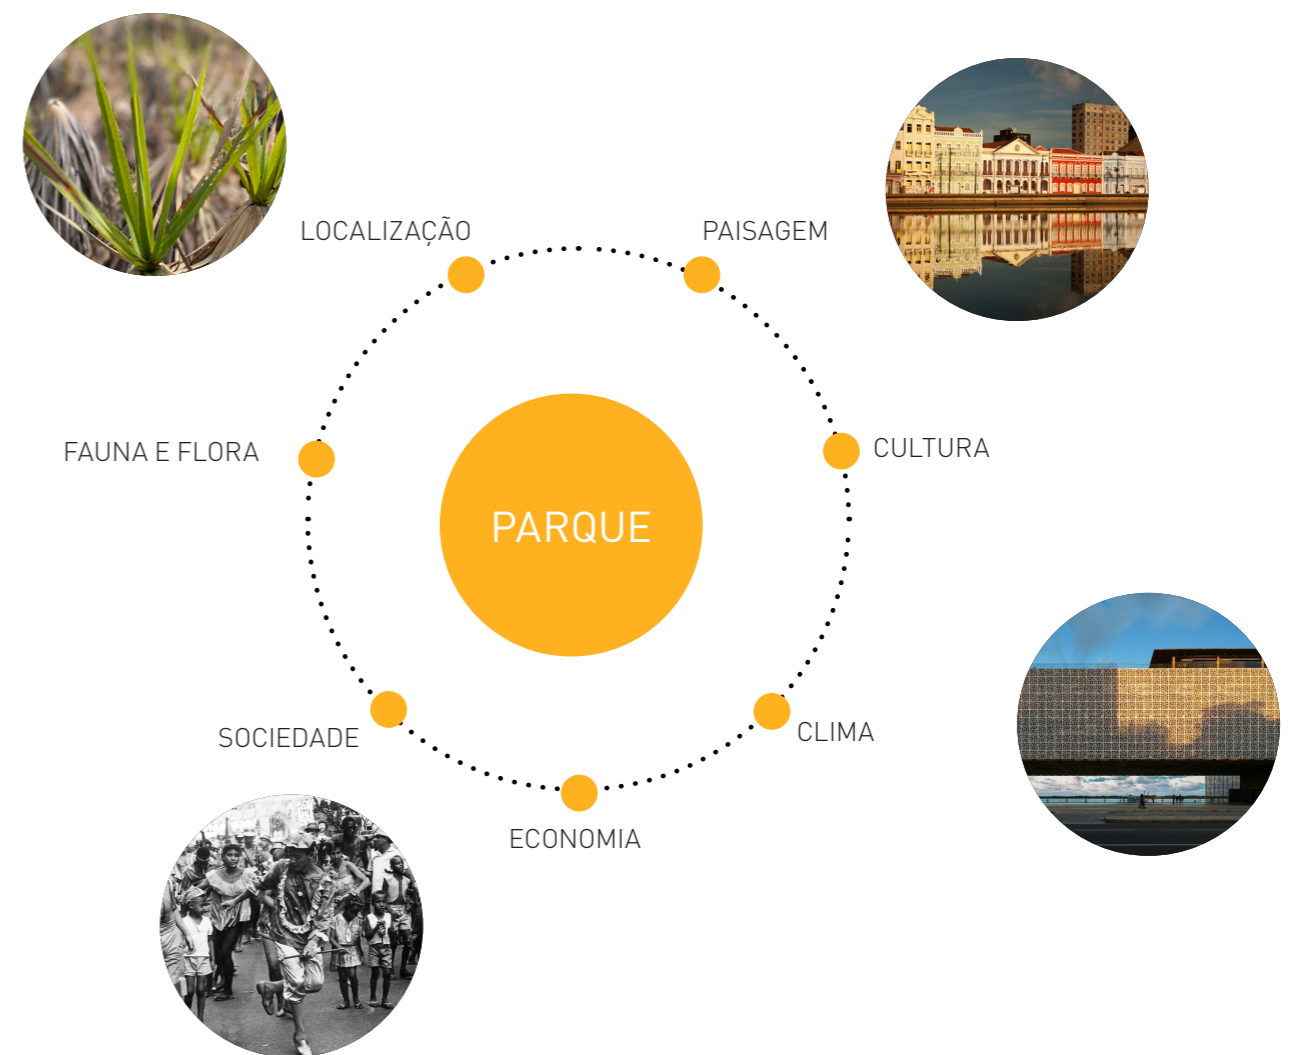 LOCALIZAÇÃO
PAISAGEM
FAUNA E FLORA
CULTURA
PARQUE
SOCIEDADE
CLIMA
ECONOMIA